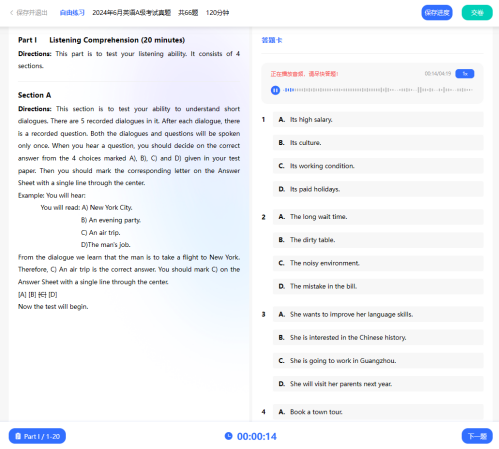 < 保存并退出 自由练习 2024年6月英语A级考试真题 共66题 120分钟 保存进度 交卷
Part I Listening Comprehension (20 minutes)
Directions: This part is to test your listening ability. It consists of 4
sections.
Section A
Directions: This section is to test your ability to understand short
dialogues. There are 5 recorded dialogues in it. After each dialogue, there
is a recorded question. Both the dialogues and questions will be spoken
only once. When you hear a question, you should decide on the correct
answer from the 4 choices marked A), B), C) and D) given in your test
paper. Then you should mark the corresponding letter on the Answer
Sheet with a single line through the center.
Example: You will hear:
You will read: A) New York City.
B) An evening party.
C) An air trip.
D)The man's job.
From the dialogue we learn that the man is to take a flight to New York.
Therefore, C) An air trip is the correct answer. You should mark C) on the
Answer Sheet with a single line through the center.
[A] [B] [C] [D]
Now the test will begin.
答题卡
正在播放音频，请尽快答题! 00:14/04:19 1x
1 A. Its high salary.
B. Its culture.
C. Its working condition.
D. Its paid holidays.
2 A. The long wait time.
B. The dirty table.
C. The noisy environment.
D. The mistake in the bill.
3 A. She wants to improve her language skills.
B. She is interested in the Chinese history.
C. She is going to work in Guangzhou.
D. She will visit her parents next year.
4 A. Book a town tour.
Part I / 1-20 00:00:14 下一题